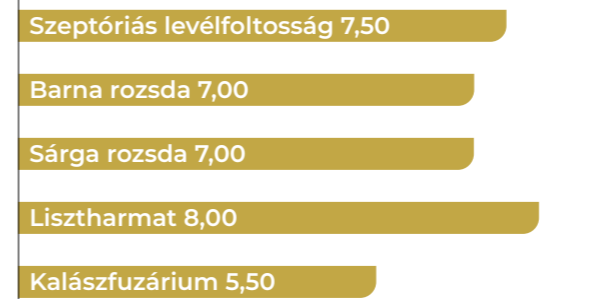 Szeptóriás levélfoltosság 7,50
Barna rozsda 7,00
Sárga rozsda 7,00
Lisztharmat 8,00
Kalászfuzárium 5,50